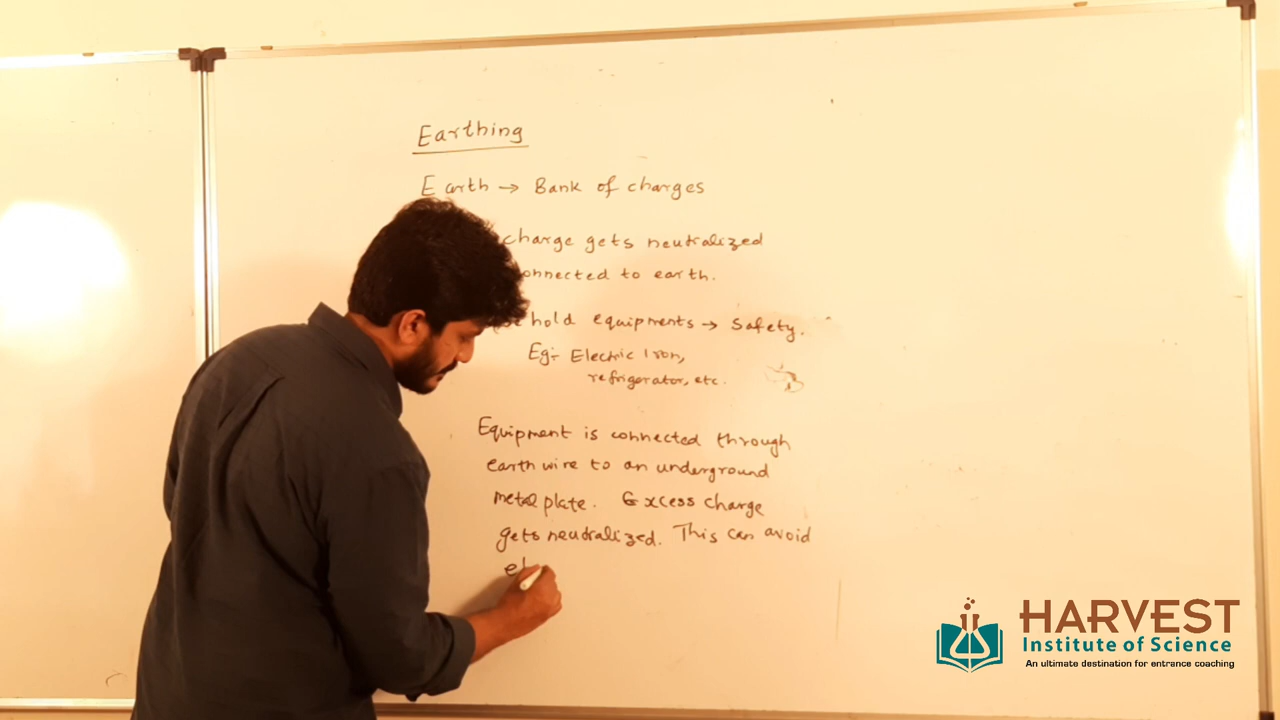 Earthing
Earth → Bank of charges
charge gets neutralized
onnected to earth.
hold equipments → Safety.
Eg:- Electric Iron,
refrigerator, etc.
Equipment is connected through
earth wire to an underground
metal plate. Excess charge
gets neutralized. This can avoid
el
HARVEST
Institute of Science
An ultimate destination for entrance coaching